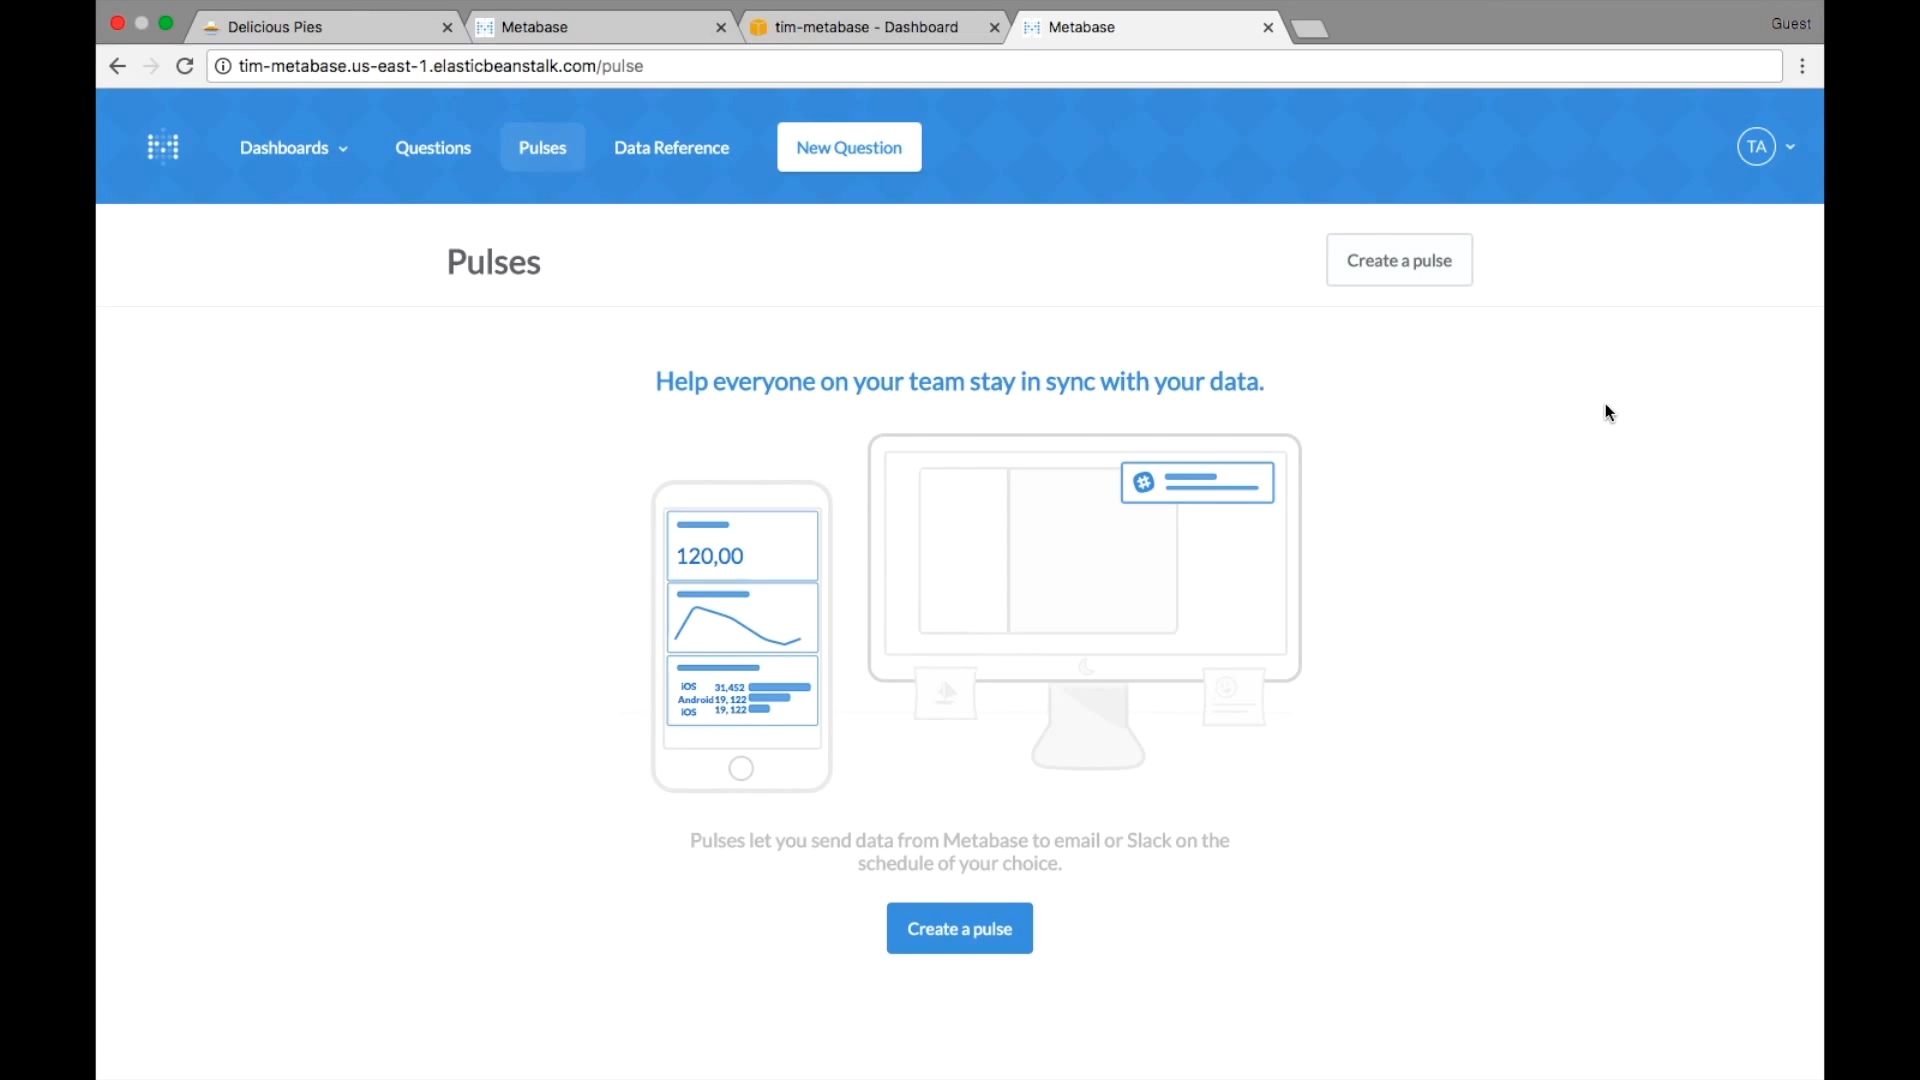 Delicious Pies
Metabase
tim-metabase - Dashboard
Metabase
Guest
tim-metabase.us-east-1.elasticbeanstalk.com/pulse
Dashboards
Questions
Pulses
Data Reference
New Question
TA
Pulses
Create a pulse
Help everyone on your team stay in sync with your data.
120,00
iOS 31,452
Android 19, 122
iOS 19, 122
Pulses let you send data from Metabase to email or Slack on the
schedule of your choice.
Create a pulse